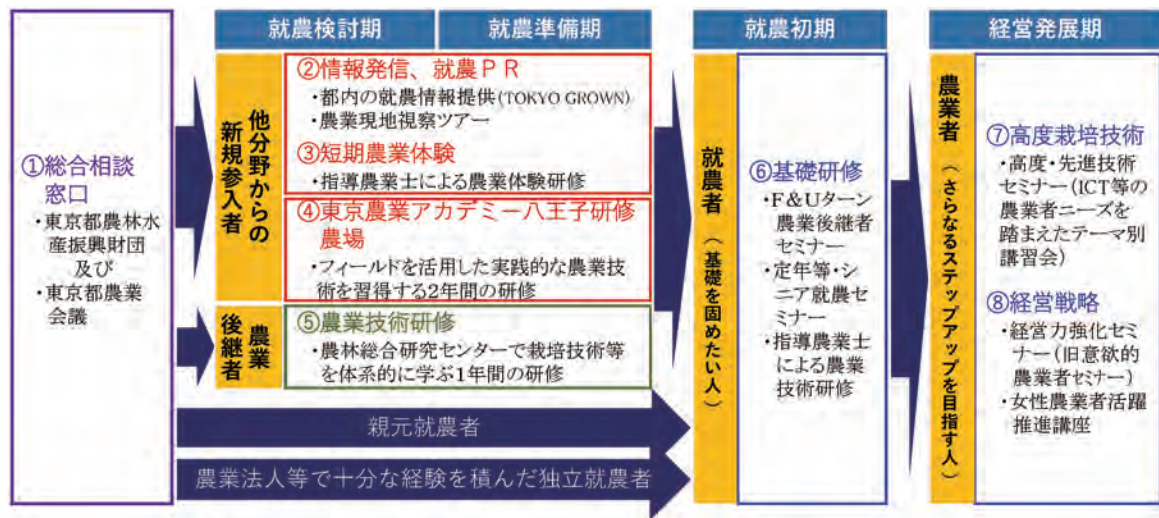 就農検討期
就農準備期
就農初期
経営発展期
①総合相談
窓口
・東京都農林水
産振興財団
及び
・東京都農業
会議
他分野からの
新規参入者
②情報発信、就農PR
・都内の就農情報提供(TOKYO GROWN)
・農業現地視察ツアー
③短期農業体験
・指導農業士による農業体験研修
④東京農業アカデミー八王子研修
農場
・フィールドを活用した実践的な農業技
術を習得する2年間の研修
農業
後継者
⑤農業技術研修
・農林総合研究センターで栽培技術等
を体系的に学ぶ1年間の研修
親元就農者
農業法人等で十分な経験を積んだ独立就農者
就農者（基礎を固めたい人）
⑥基礎研修
・F&Uターン
農業後継者
セミナー
・定年等・シ
ニア就農セ
ミナー
・指導農業士
による農業
技術研修
農業者（さらなるステップアップを目指す人）
⑦高度栽培技術
・高度・先進技術
セミナー(ICT等の
農業者ニーズを
踏まえたテーマ別
講習会)
⑧経営戦略
・経営力強化セミ
ナー(旧意欲的
農業者セミナー)
・女性農業者活躍
推進講座